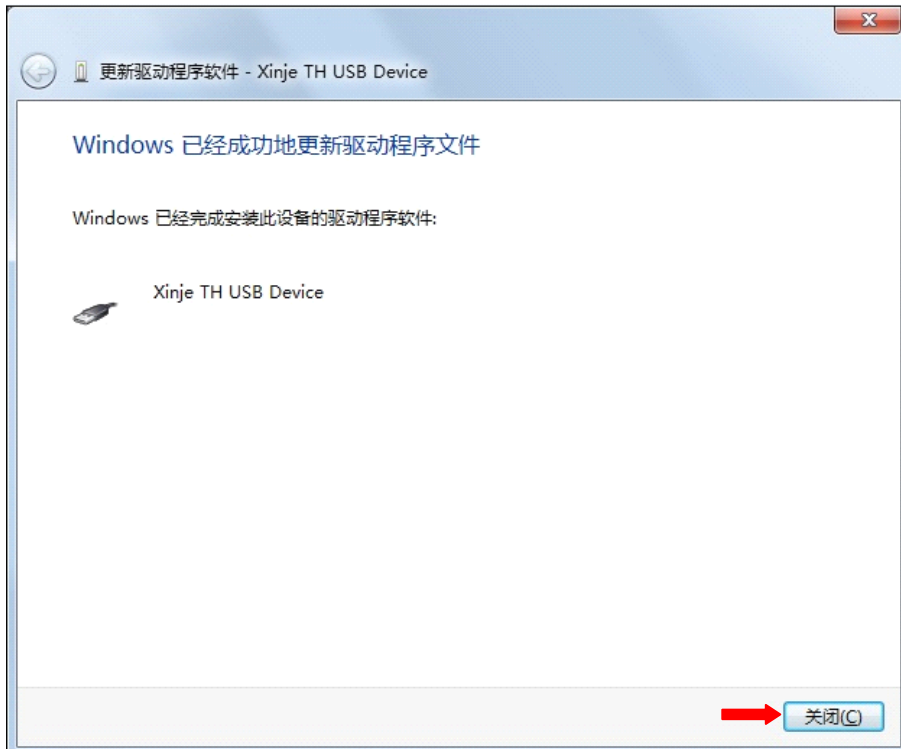 更新驱动程序软件 - Xinje TH USB Device
Windows 已经成功地更新驱动程序文件
Windows 已经完成安装此设备的驱动程序软件:
Xinje TH USB Device
关闭(C)